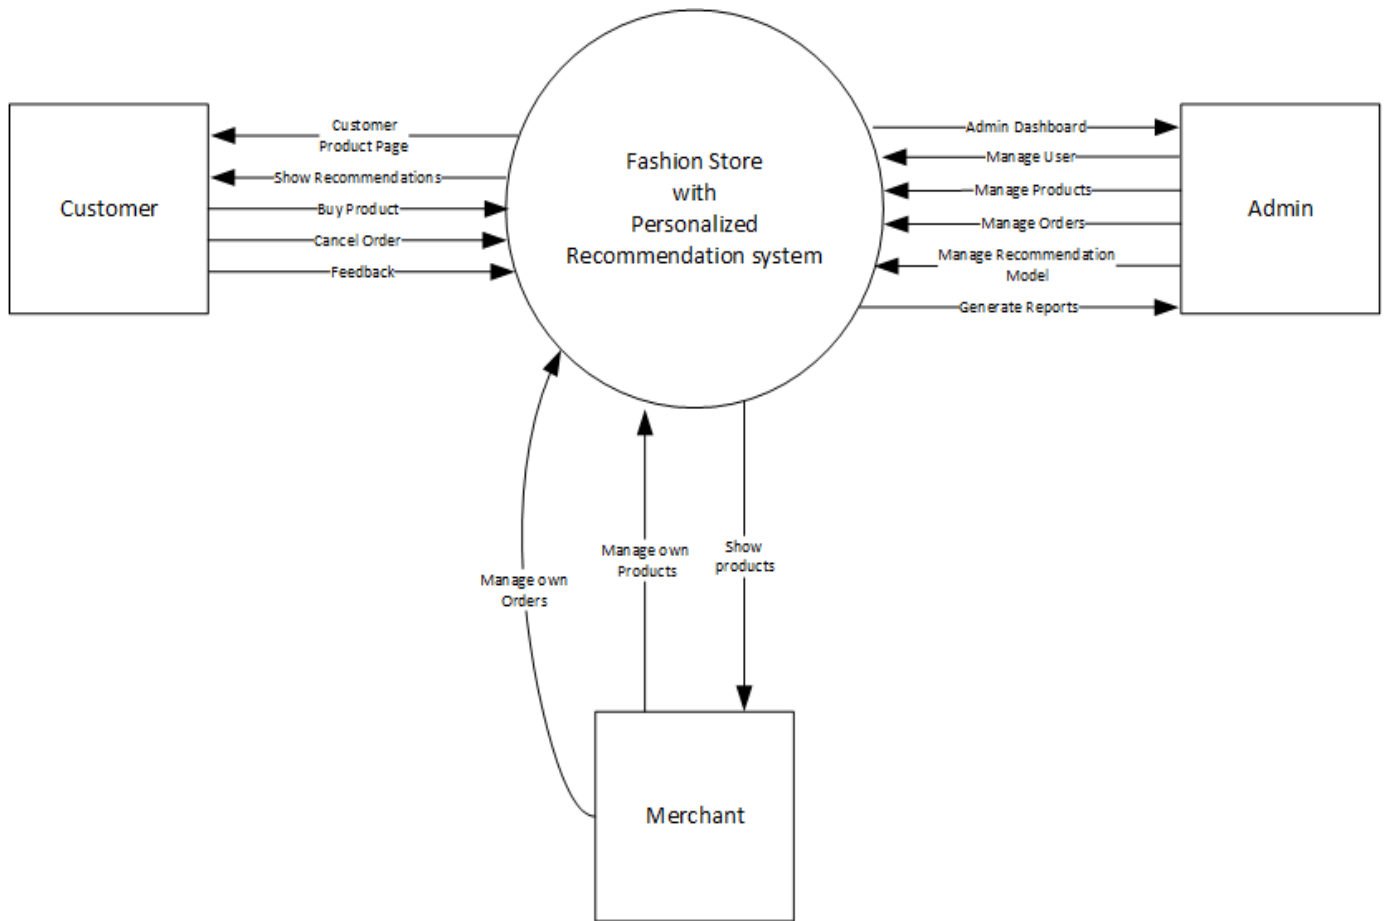 Customer
Customer
Product Page
Show Recommendations
Buy Product
Cancel Order
Feedback
Fashion Store
with
Personalized
Recommendation system
Admin Dashboard
Manage User
Manage Products
Manage Orders
Manage Recommendation
Model
Generate Reports
Admin
Manage own
Orders
Manage own
Products
Show
products
Merchant